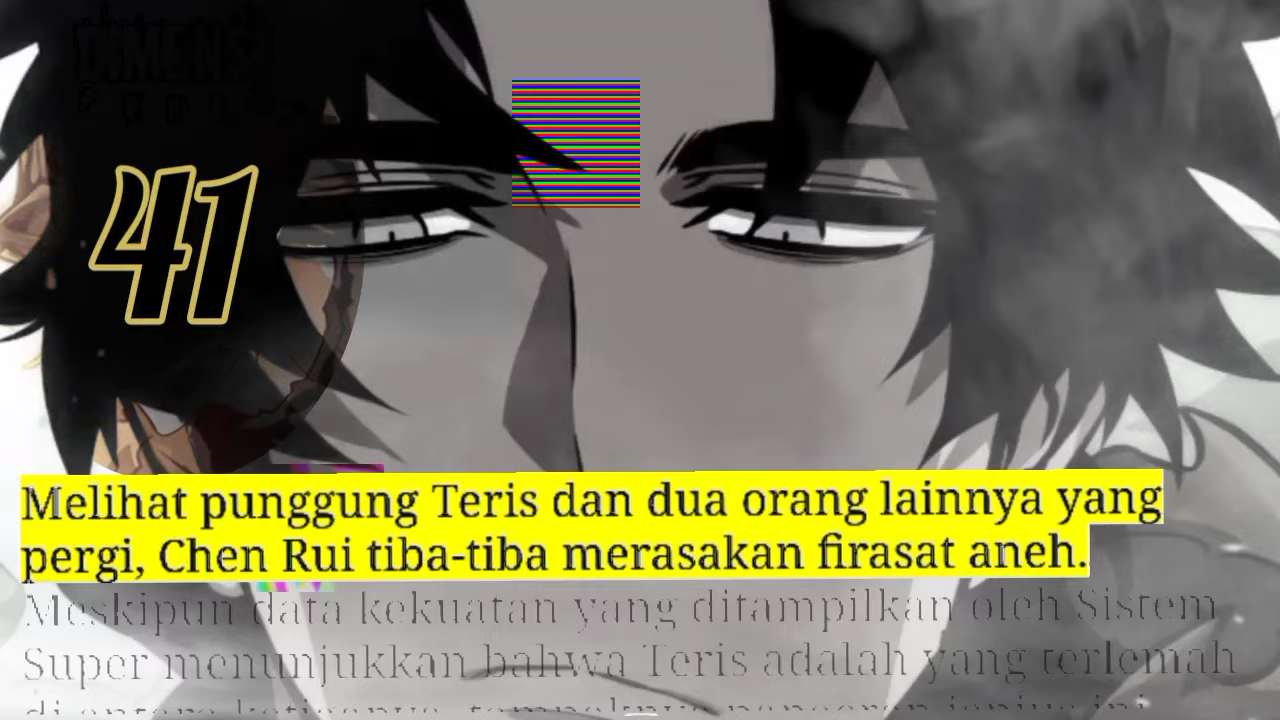 DIMENSI
41
Melihat punggung Teris dan dua orang lainnya yang
pergi, Chen Rui tiba-tiba merasakan firasat aneh.
Meskipun data kekuatan yang ditampilkan oleh Sistem
Super menunjukkan bahwa Teris adalah yang terlemah